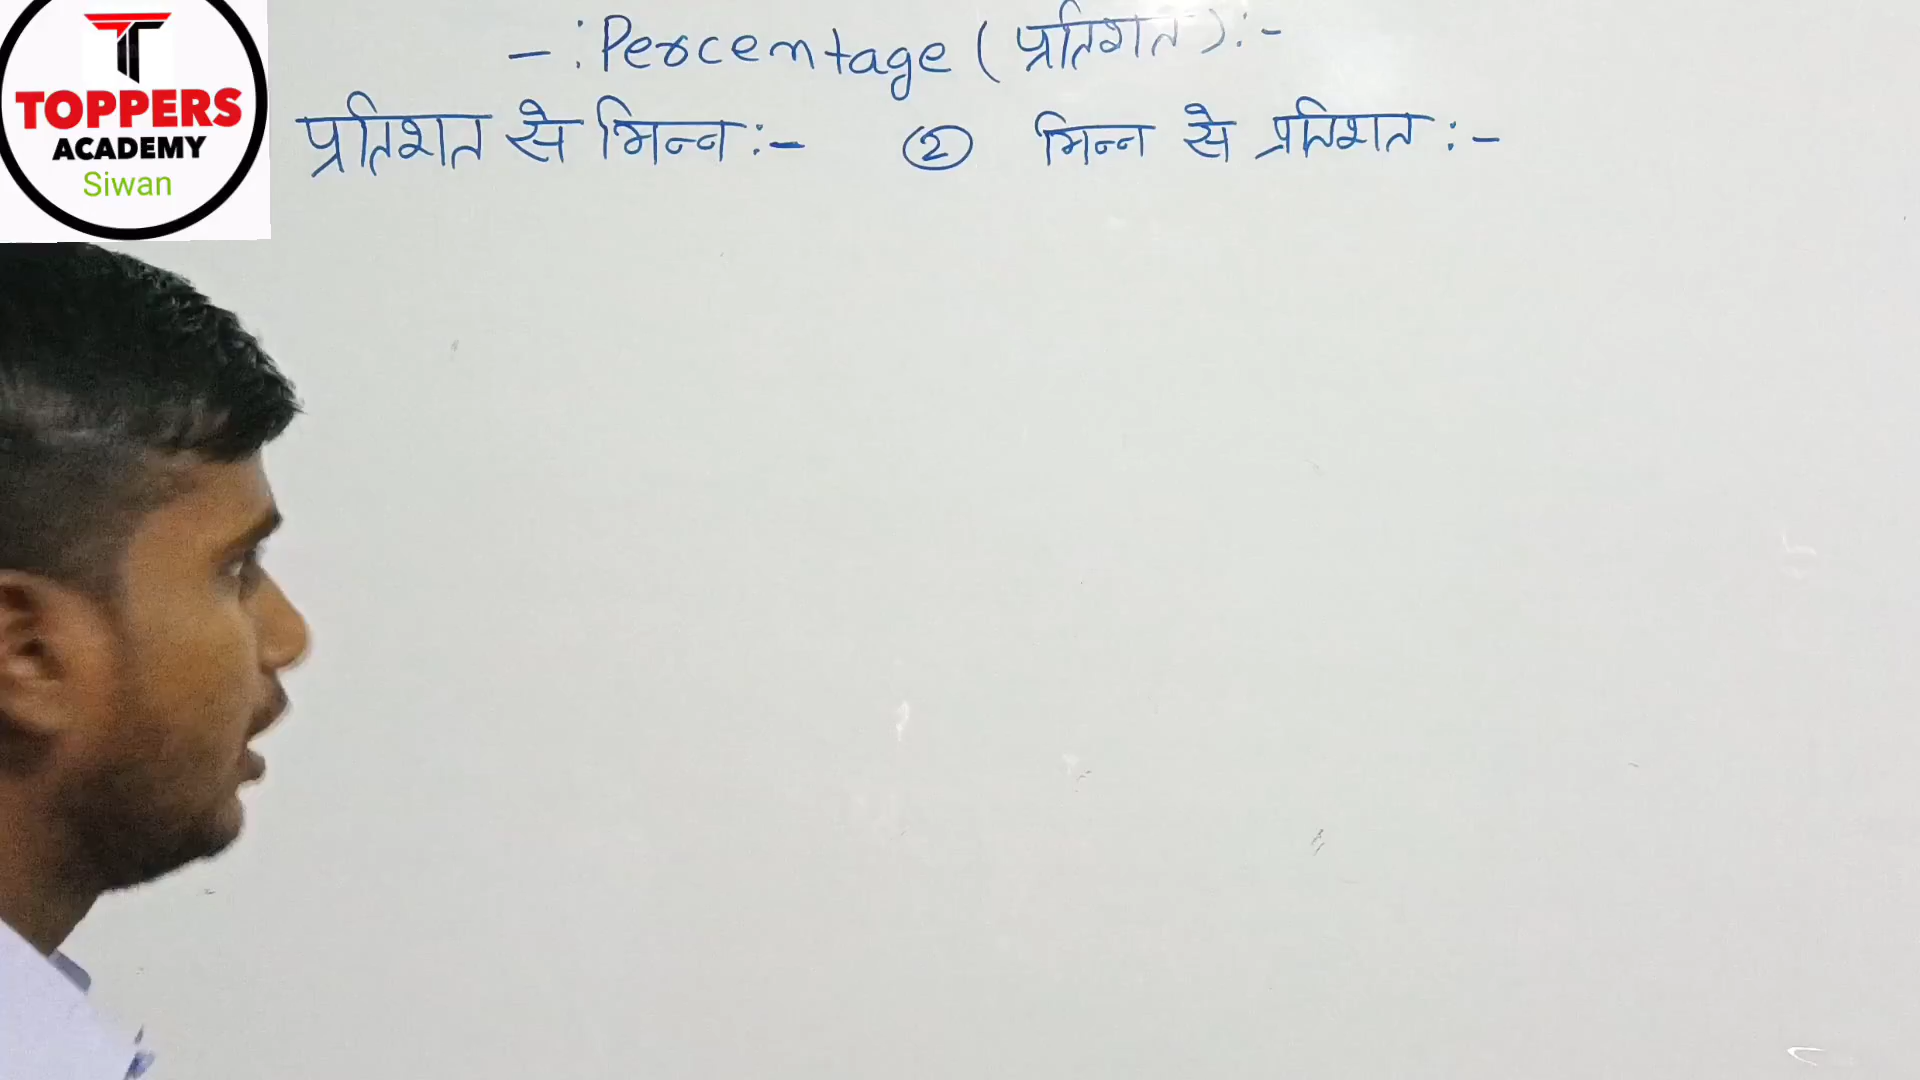 TOPPERS
ACADEMY
Siwan
- : Percentage ( प्रतिशत ) : -
प्रतिशत से भिन्न : - ② भिन्न से प्रतिशत : -